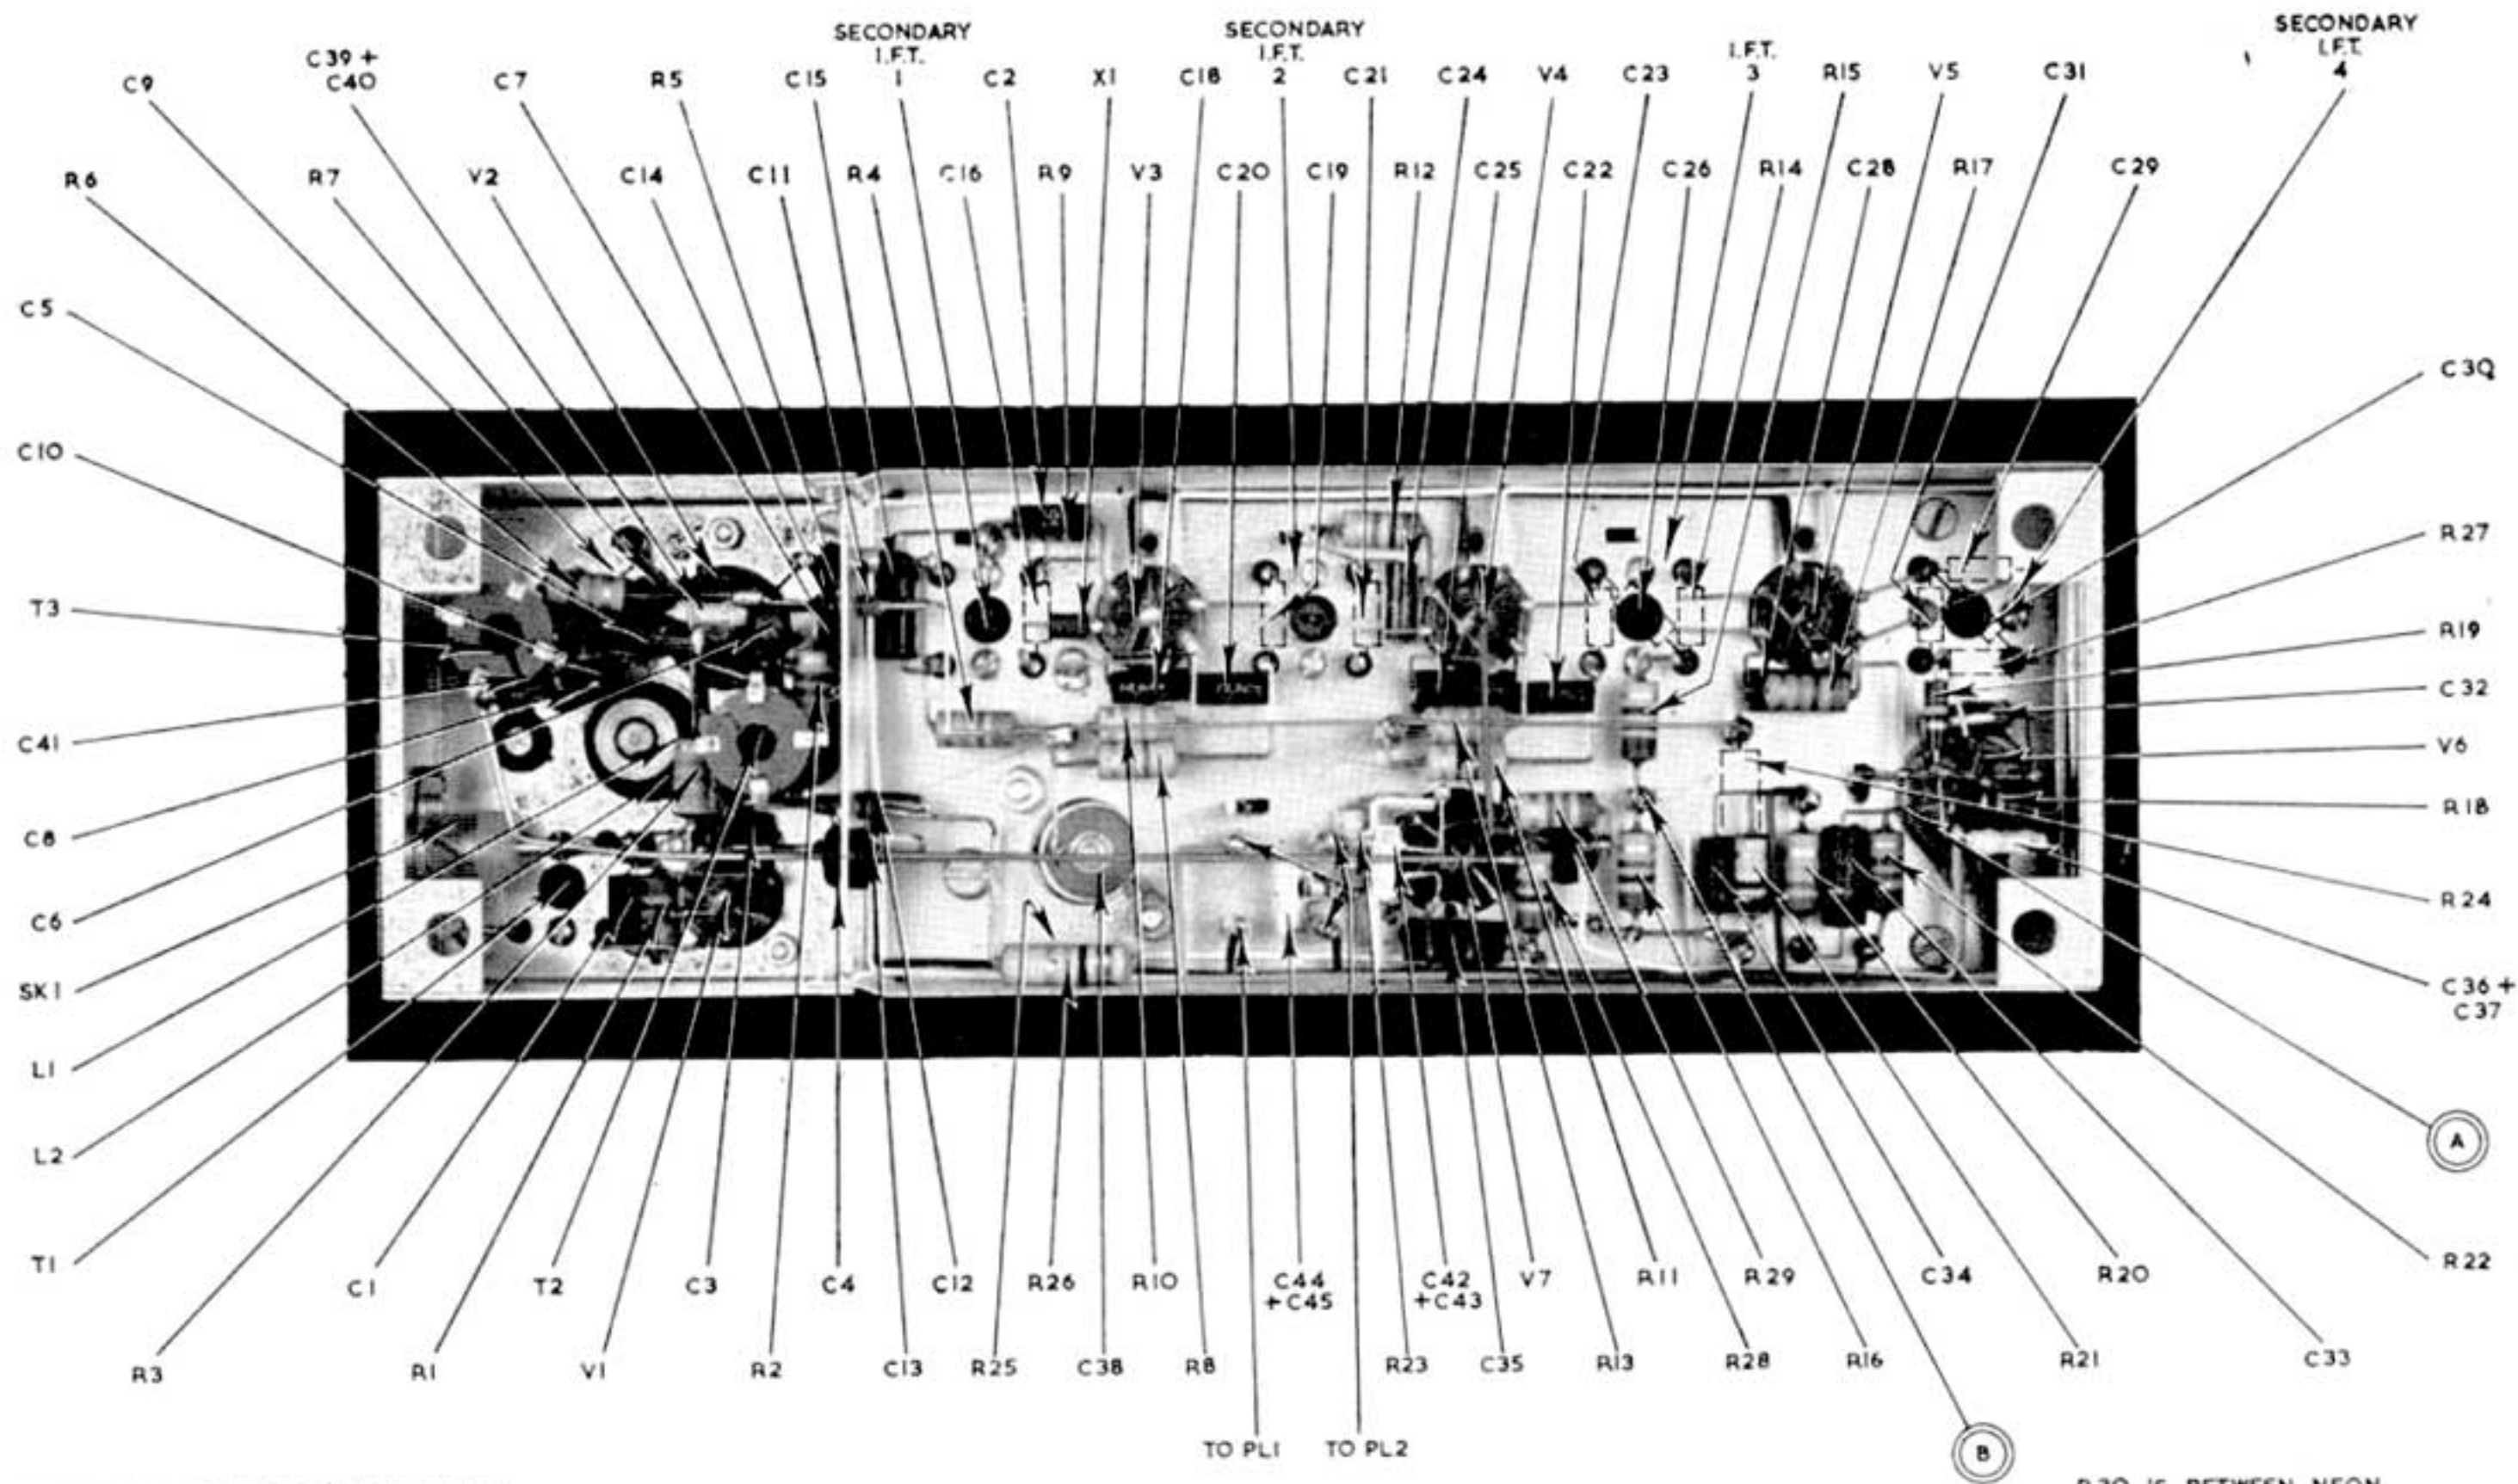 SECONDARY
I.F.T.
1
SECONDARY
I.F.T.
2
I.F.T.
3
SECONDARY
I.F.T.
4
C9
C39 +
C40
C7
R5
C15
C2
X1
C18
C21
C24
V4
C23
R15
V5
C31
R6
R7
V2
C14
C11
R4
C16
R9
V3
C20
C19
R12
C25
C22
C26
R14
C28
R17
C29
C5
C30
C10
R27
T3
R19
C41
C32
V6
C8
R18
C6
R24
SK1
C36 +
C37
L1
L2
A
T1
R22
C1
T2
C3
C4
C12
R26
R10
C44
+C45
C42
+C43
V7
R11
R29
C34
R20
R3
R1
V1
R2
C13
R25
C38
R8
R23
C35
R13
R28
R16
R21
C33
TO PL1
TO PL2
B
R30 IS BETWEEN NEON